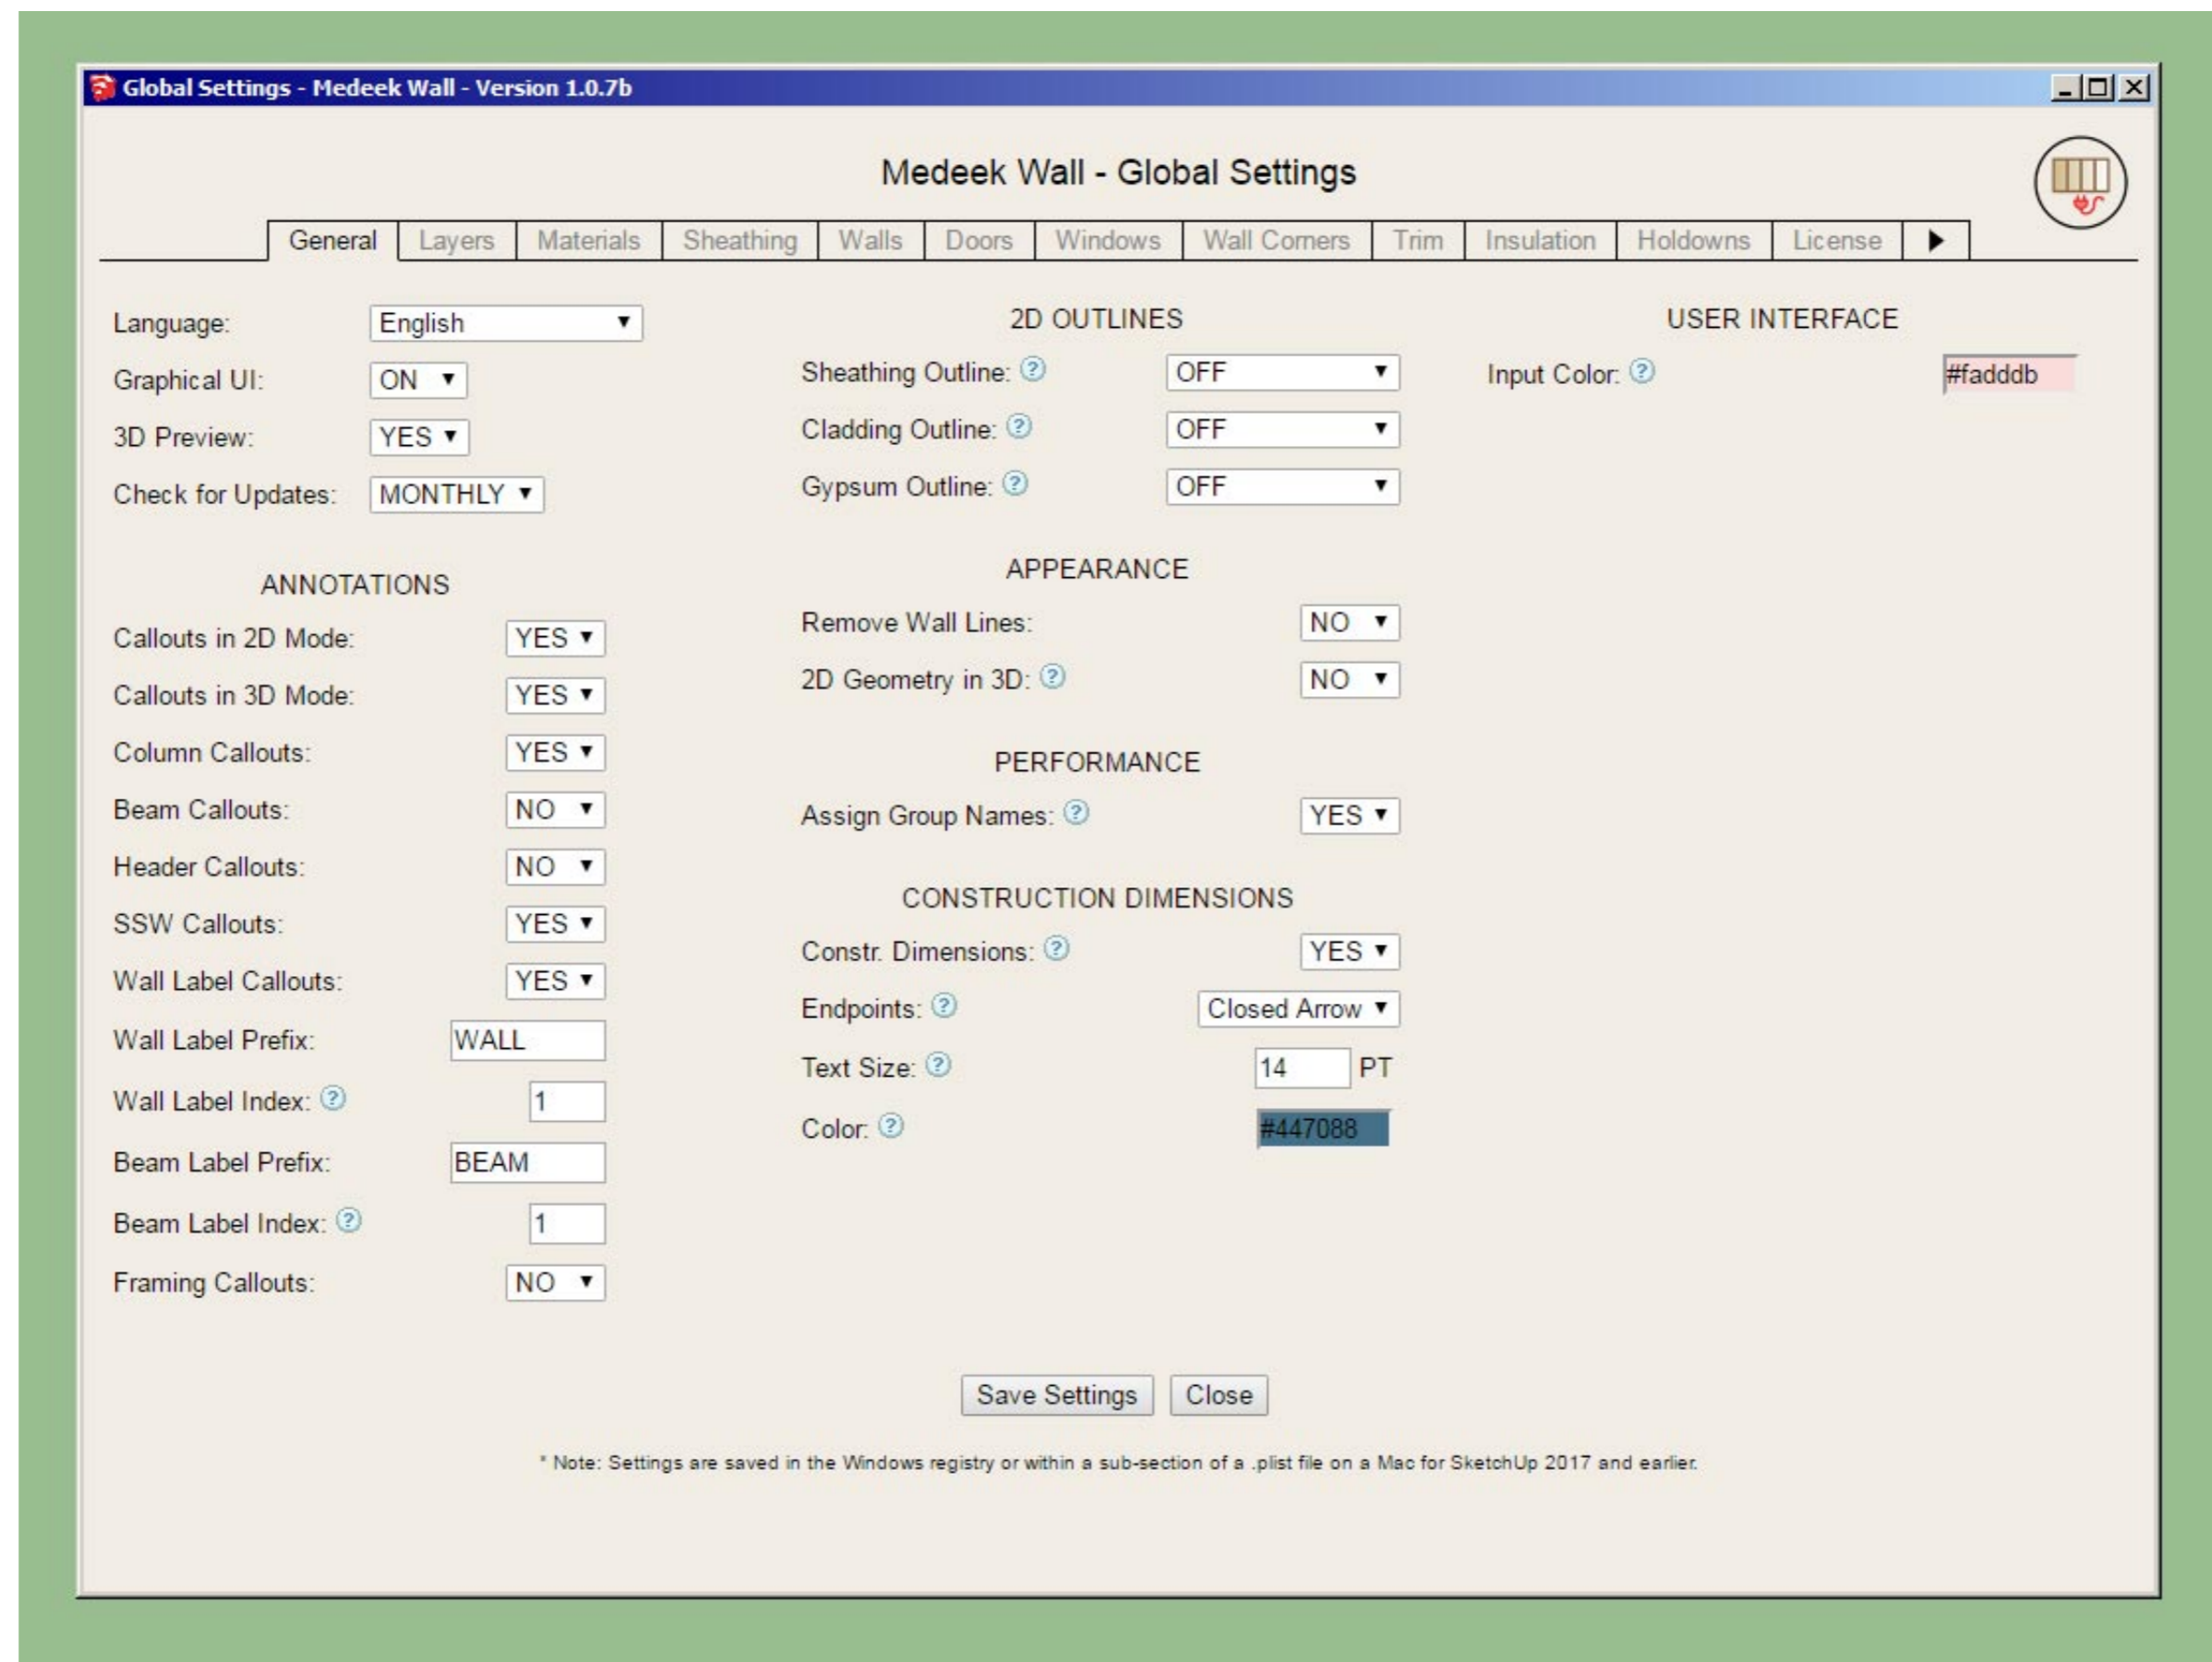 Global Settings - Medeek Wall - Version 1.0.7b
Medeek Wall - Global Settings
General Layers Materials Sheathing Walls Doors Windows Wall Corners Trim Insulation Holdowns License
Language: English
Graphical UI: ON
3D Preview: YES
Check for Updates: MONTHLY
ANNOTATIONS
Callouts in 2D Mode: YES
Callouts in 3D Mode: YES
Column Callouts: YES
Beam Callouts: NO
Header Callouts: NO
SSW Callouts: YES
Wall Label Callouts: YES
Wall Label Prefix: WALL
Wall Label Index: ? 1
Beam Label Prefix: BEAM
Beam Label Index: ? 1
Framing Callouts: NO
2D OUTLINES
Sheathing Outline: ? OFF
Cladding Outline: ? OFF
Gypsum Outline: ? OFF
APPEARANCE
Remove Wall Lines: NO
2D Geometry in 3D: ? NO
PERFORMANCE
Assign Group Names: ? YES
CONSTRUCTION DIMENSIONS
Constr. Dimensions: ? YES
Endpoints: ? Closed Arrow
Text Size: ? 14 PT
Color: ? #447088
USER INTERFACE
Input Color: ? #fadddb
Save Settings Close
* Note: Settings are saved in the Windows registry or within a sub-section of a .plist file on a Mac for SketchUp 2017 and earlier.